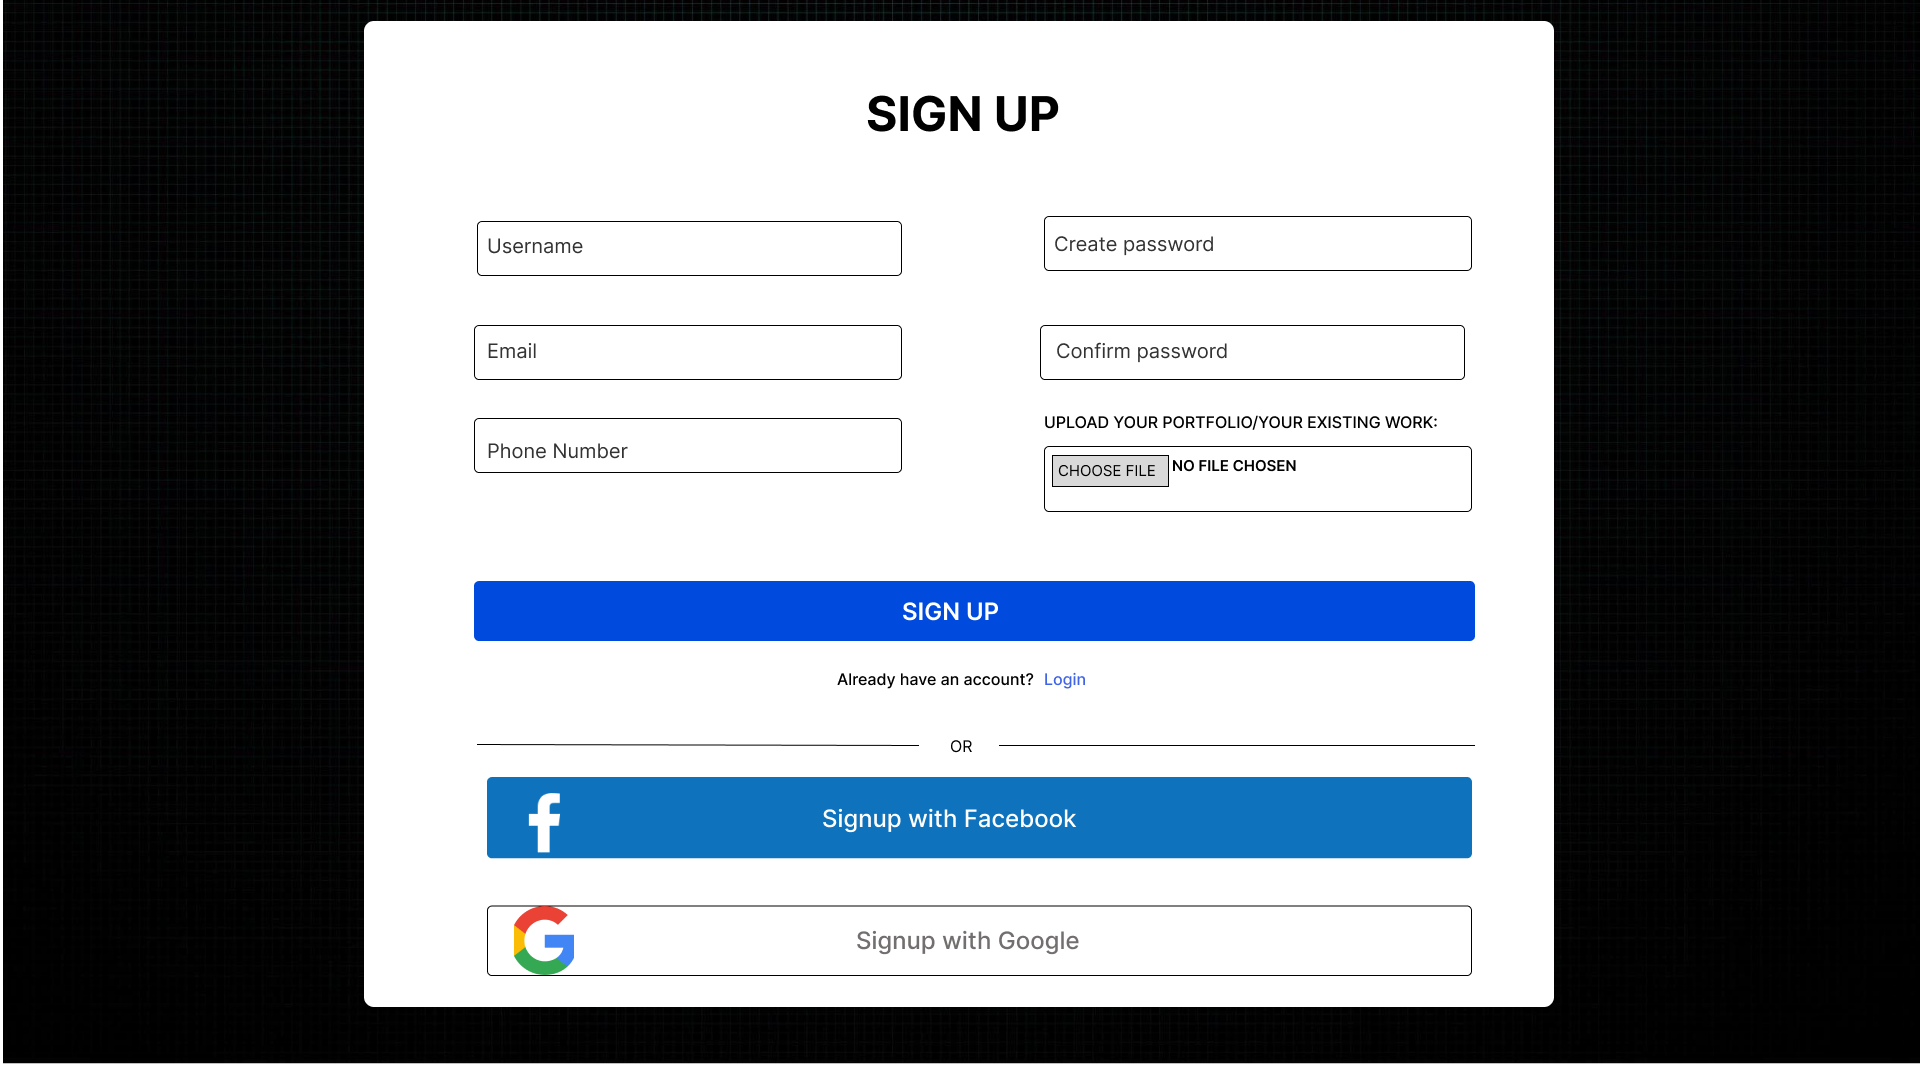 SIGN UP
Username
Create password
Email
Confirm password
Phone Number
UPLOAD YOUR PORTFOLIO/YOUR EXISTING WORK:
CHOOSE FILE NO FILE CHOSEN
SIGN UP
Already have an account? Login
OR
Signup with Facebook
Signup with Google